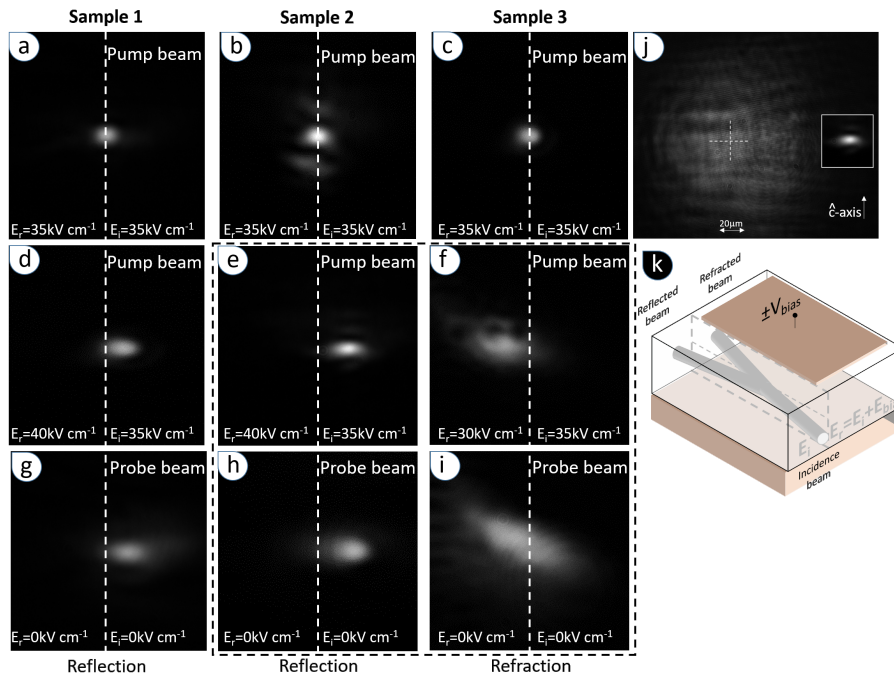 Sample 1
Sample 2
Sample 3
a
Pump beam
E_r=35kV cm⁻¹
E_i=35kV cm⁻¹
b
Pump beam
E_r=35kV cm⁻¹
E_i=35kV cm⁻¹
c
Pump beam
E_r=35kV cm⁻¹
E_i=35kV cm⁻¹
j
20μm
ĉ-axis
d
Pump beam
E_r=40kV cm⁻¹
E_i=35kV cm⁻¹
e
Pump beam
E_r=40kV cm⁻¹
E_i=35kV cm⁻¹
f
Pump beam
E_r=30kV cm⁻¹
E_i=35kV cm⁻¹
k
Reflected
beam
Refracted
beam
±V_bias
E_i
E_r=E_i+E_bia
Incidence
beam
g
Probe beam
E_r=0kV cm⁻¹
E_i=0kV cm⁻¹
h
Probe beam
E_r=0kV cm⁻¹
E_i=0kV cm⁻¹
i
Probe beam
E_r=0kV cm⁻¹
E_i=0kV cm⁻¹
Reflection
Reflection
Refraction